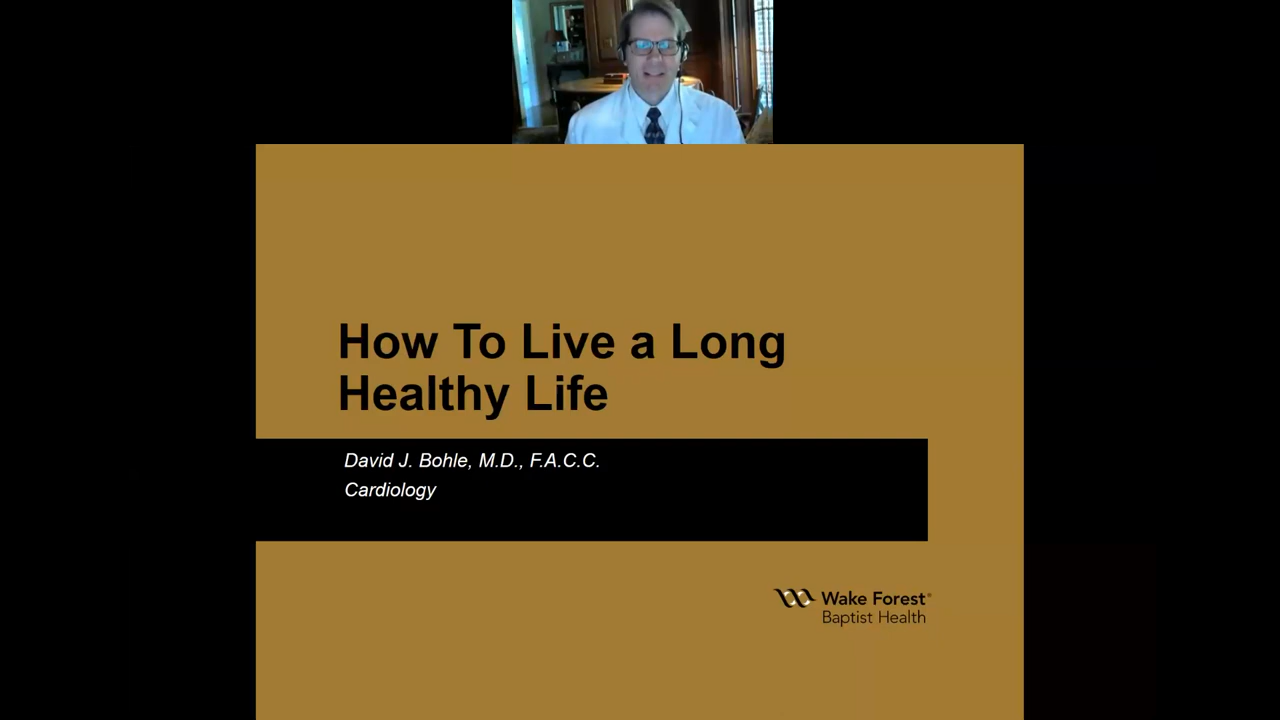 How To Live a Long
Healthy Life
David J. Bohle, M.D., F.A.C.C.
Cardiology
Wake Forest®
Baptist Health